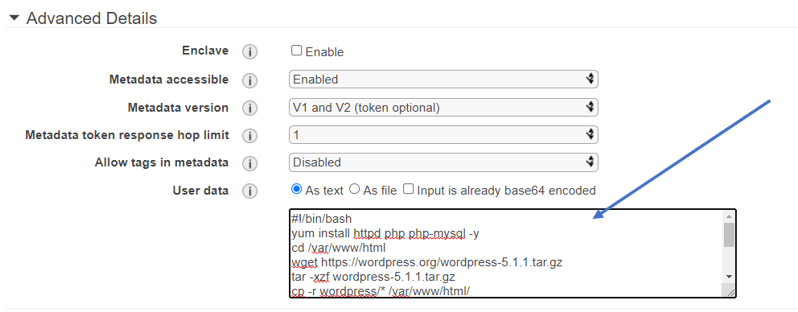 Advanced Details
Enclave i Enable
Metadata accessible i Enabled
Metadata version i V1 and V2 (token optional)
Metadata token response hop limit i 1
Allow tags in metadata i Disabled
User data i As text As file Input is already base64 encoded
#!/bin/bash
yum install httpd php php-mysql -y
cd /var/www/html
wget https://wordpress.org/wordpress-5.1.1.tar.gz
tar -xzf wordpress-5.1.1.tar.gz
cp -r wordpress/* /var/www/html/